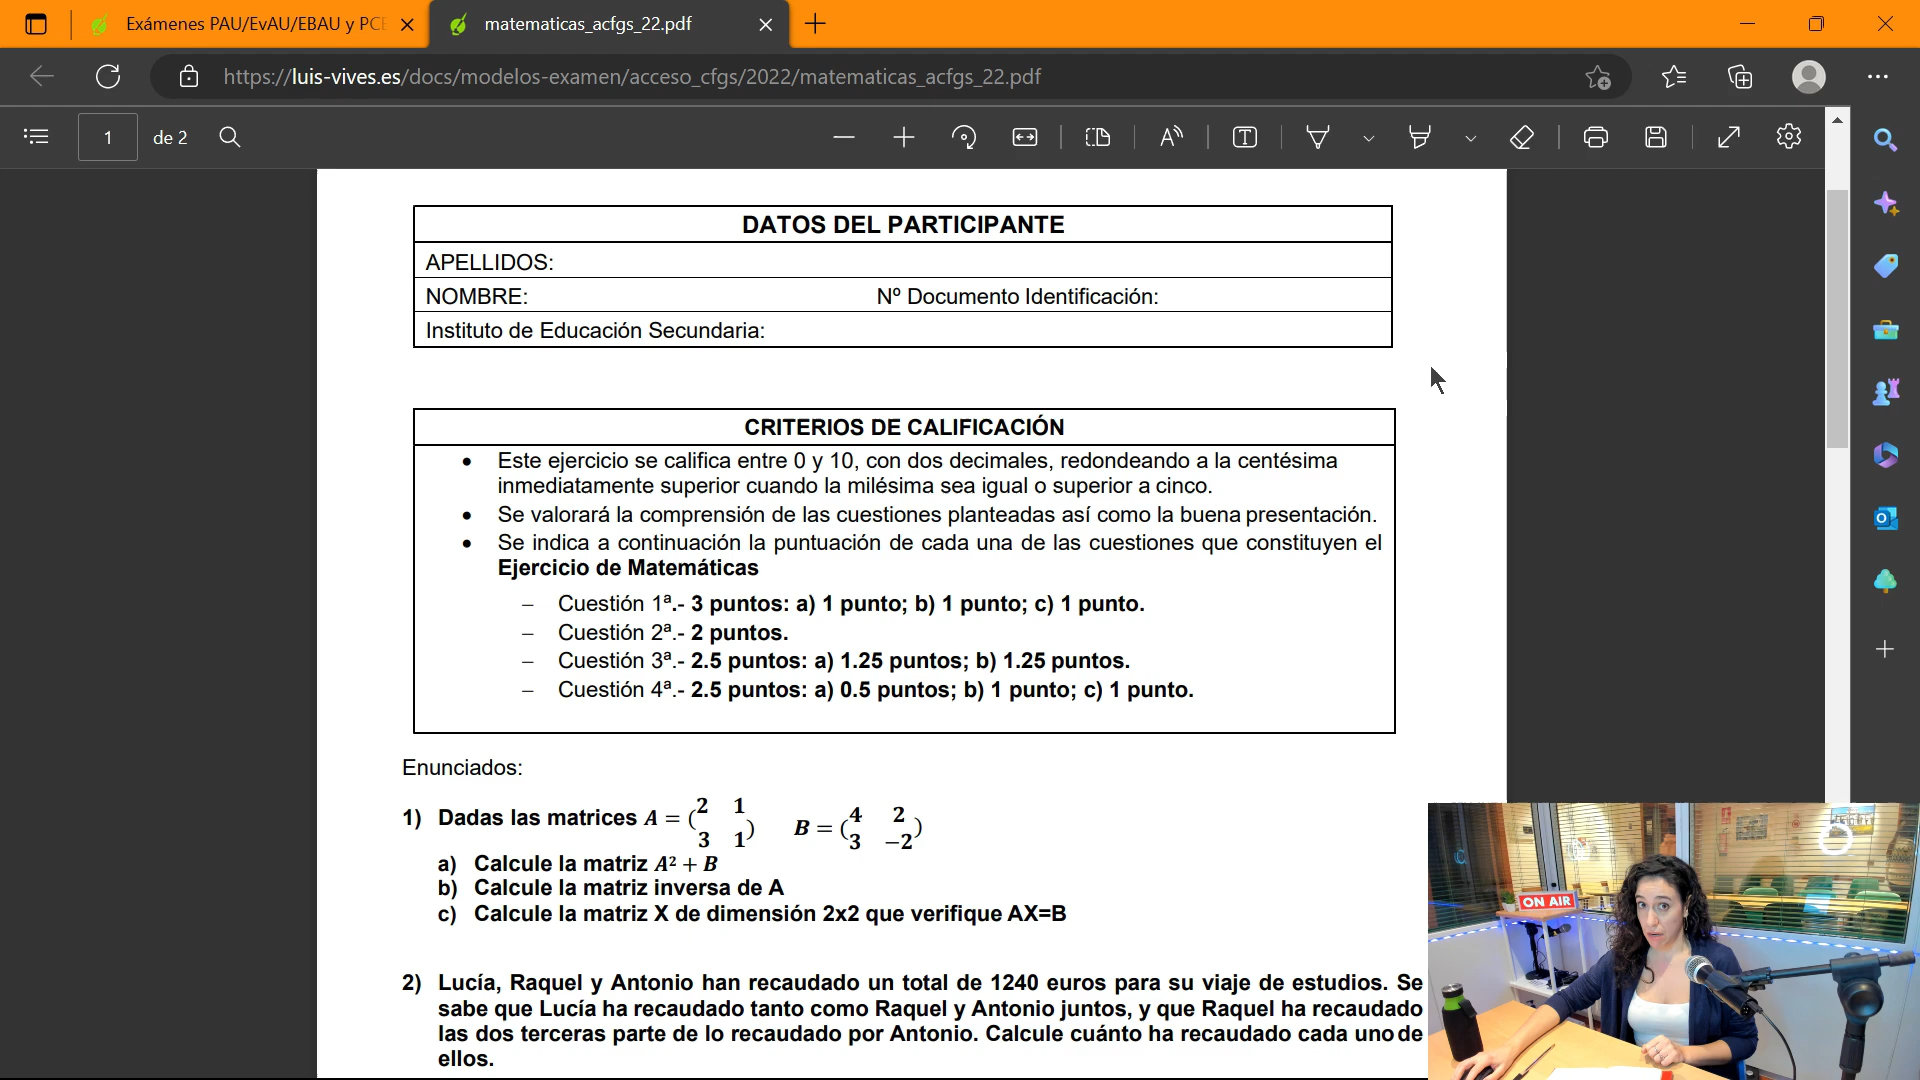 Exámenes PAU/EvAU/EBAU y PCE
matematicas_acfgs_22.pdf
https://luis-vives.es/docs/modelos-examen/acceso_cfgs/2022/matematicas_acfgs_22.pdf
1 de 2
DATOS DEL PARTICIPANTE
APELLIDOS:
NOMBRE: Nº Documento Identificación:
Instituto de Educación Secundaria:
CRITERIOS DE CALIFICACIÓN
• Este ejercicio se califica entre 0 y 10, con dos decimales, redondeando a la centésima
inmediatamente superior cuando la milésima sea igual o superior a cinco.
• Se valorará la comprensión de las cuestiones planteadas así como la buena presentación.
• Se indica a continuación la puntuación de cada una de las cuestiones que constituyen el
Ejercicio de Matemáticas
– Cuestión 1ª.- 3 puntos: a) 1 punto; b) 1 punto; c) 1 punto.
– Cuestión 2ª.- 2 puntos.
– Cuestión 3ª.- 2.5 puntos: a) 1.25 puntos; b) 1.25 puntos.
– Cuestión 4ª.- 2.5 puntos: a) 0.5 puntos; b) 1 punto; c) 1 punto.
Enunciados:
1) Dadas las matrices A = (2 1 3 1) B = (4 2 3 −2)
a) Calcule la matriz A² + B
b) Calcule la matriz inversa de A
c) Calcule la matriz X de dimensión 2x2 que verifique AX=B
2) Lucía, Raquel y Antonio han recaudado un total de 1240 euros para su viaje de estudios. Se
sabe que Lucía ha recaudado tanto como Raquel y Antonio juntos, y que Raquel ha recaudado
las dos terceras parte de lo recaudado por Antonio. Calcule cuánto ha recaudado cada uno de
ellos.
ON AIR